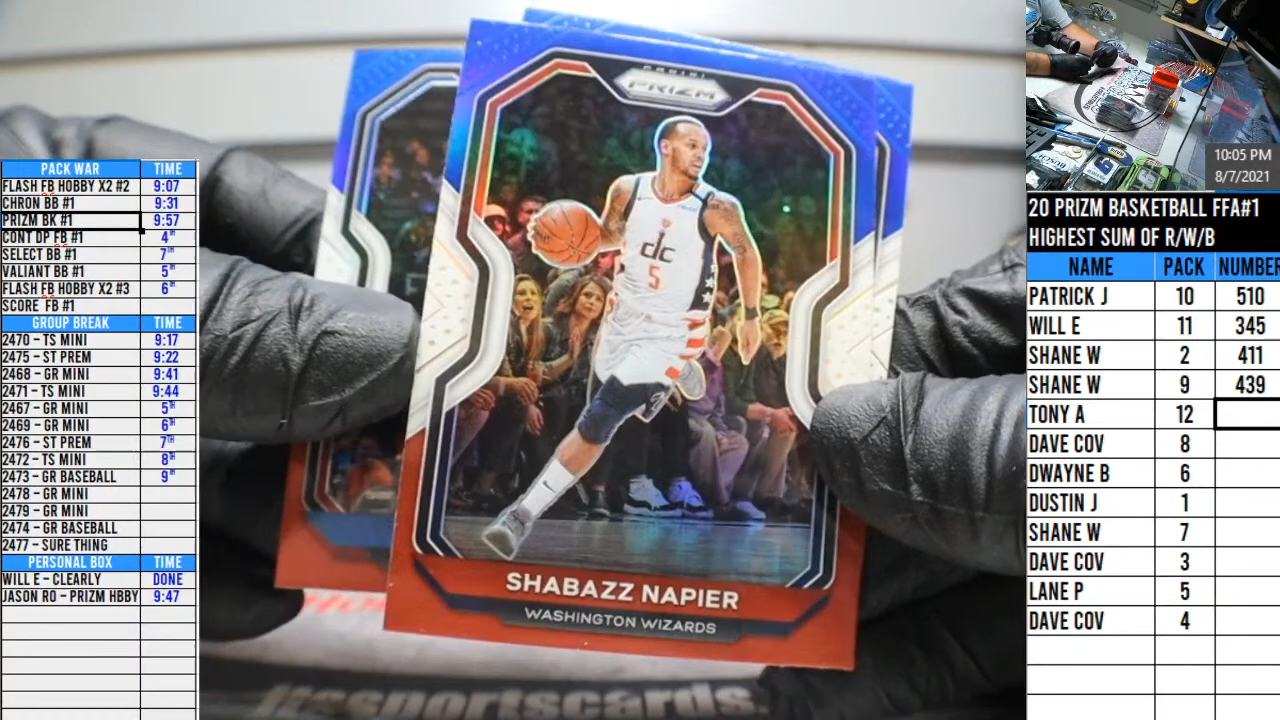 PACK WAR TIME
FLASH FB HOBBY X2 #2 9:07
CHRON BB #1 9:31
PRIZM BK #1 9:57
CONT DP FB #1 4TH
SELECT BB #1 7TH
VALIANT BB #1 5TH
FLASH FB HOBBY X2 #3 6TH
SCORE FB #1
GROUP BREAK TIME
2470 – TS MINI 9:17
2475 – ST PREM 9:22
2468 – GR MINI 9:41
2471 – TS MINI 9:44
2467 – GR MINI 5TH
2469 – GR MINI 6TH
2476 – ST PREM 7TH
2472 – TS MINI 8TH
2473 – GR BASEBALL 9TH
2478 – GR MINI
2479 – GR MINI
2474 – GR BASEBALL
2477 – SURE THING
PERSONAL BOX TIME
WILL E – CLEARLY DONE
JASON RO – PRIZM HBBY 9:47
PANINI
PRIZM
dc
5
SHABAZZ NAPIER
WASHINGTON WIZARDS
sportscards.
BUSCH
10:05 PM
8/7/2021
20 PRIZM BASKETBALL FFA#1
HIGHEST SUM OF R/W/B
NAME PACK NUMBER
PATRICK J 10 510
WILL E 11 345
SHANE W 2 411
SHANE W 9 439
TONY A 12
DAVE COV 8
DWAYNE B 6
DUSTIN J 1
SHANE W 7
DAVE COV 3
LANE P 5
DAVE COV 4